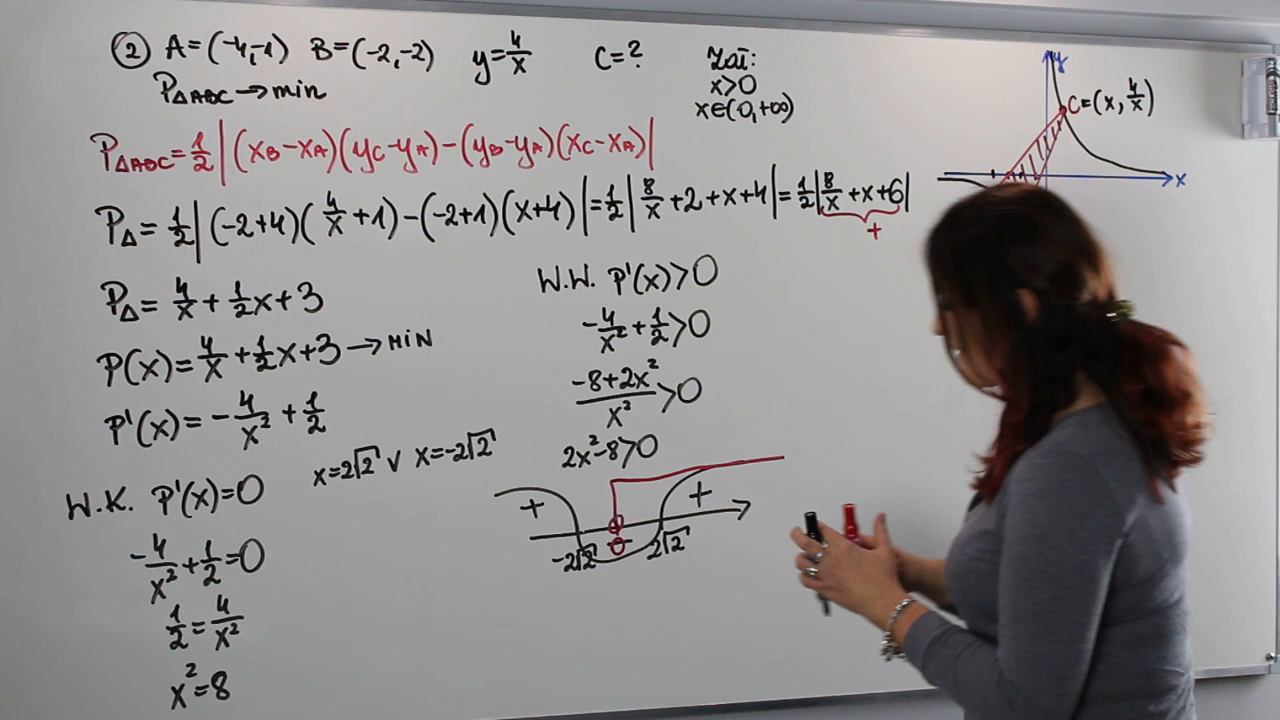 ② A=(-4,-1) B=(-2,-2) y=4/x C=?
P△ABC → min
Zał:
x>0
x∈(0,+∞)
y
C=(x, 4/x)
x
P△ABC=1/2|(xB-xA)(yC-yA)-(yB-yA)(xC-xA)|
P△=1/2|(-2+4)(4/x+1)-(-2+1)(x+4)|=1/2|8/x+2+x+4|=1/2|8/x+x+6|
+
P△=4/x+1/2x+3
P(x)=4/x+1/2x+3→MIN
P'(x)=-4/x²+1/2
W.K. P'(x)=0
x=2√2 ∨ x=-2√2
-4/x²+1/2=0
1/2=4/x²
x²=8
W.W. P'(x)>0
-4/x²+1/2>0
(-8+2x²)/x²>0
2x²-8>0
+ +
-2√2 0 2√2